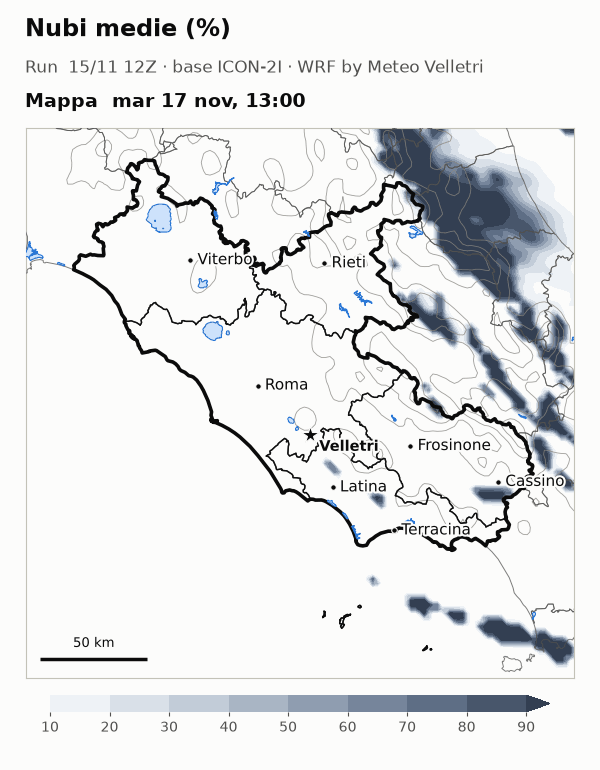 Nubi medie (%)
Run 15/11 12Z · base ICON-2I · WRF by Meteo Velletri
Mappa mar 17 nov, 13:00
Viterbo
Rieti
Roma
Velletri
Frosinone
Cassino
Latina
Terracina
50 km
10 20 30 40 50 60 70 80 90